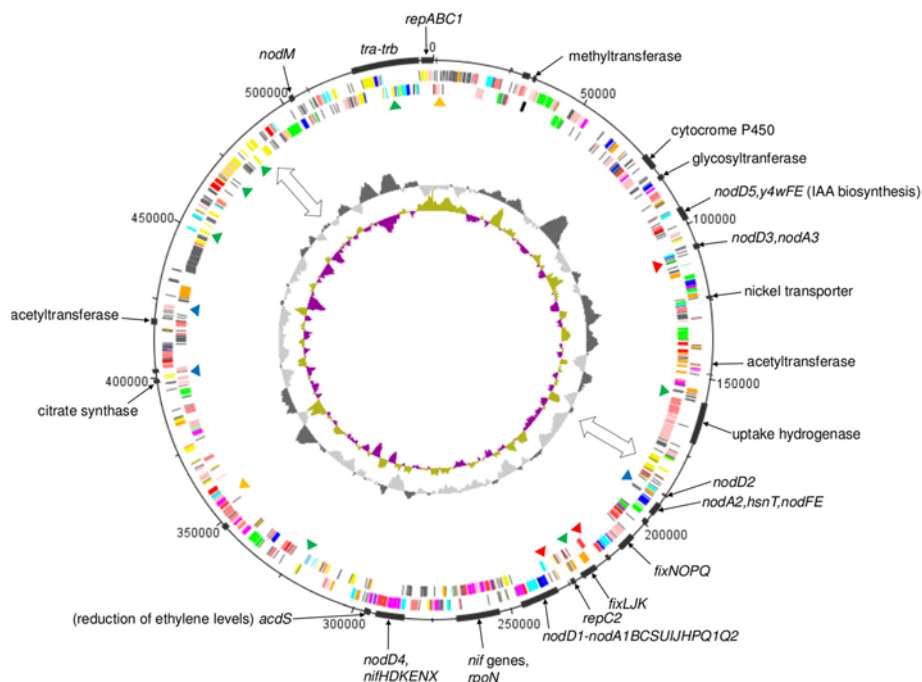 repABC1
0
tra-trb
nodM
methyltransferase
500000
50000
cytocrome P450
glycosyltranferase
nodD5,y4wFE (IAA biosynthesis)
100000
450000
nodD3,nodA3
nickel transporter
acetyltransferase
acetyltransferase
150000
400000
citrate synthase
uptake hydrogenase
nodD2
nodA2,hsnT,nodFE
200000
350000
fixNOPQ
fixLJK
repC2
(reduction of ethylene levels) acdS
300000
250000
nodD1-nodA1BCSUIJHPQ1Q2
nodD4,
nifHDKENX
nif genes,
rpoN